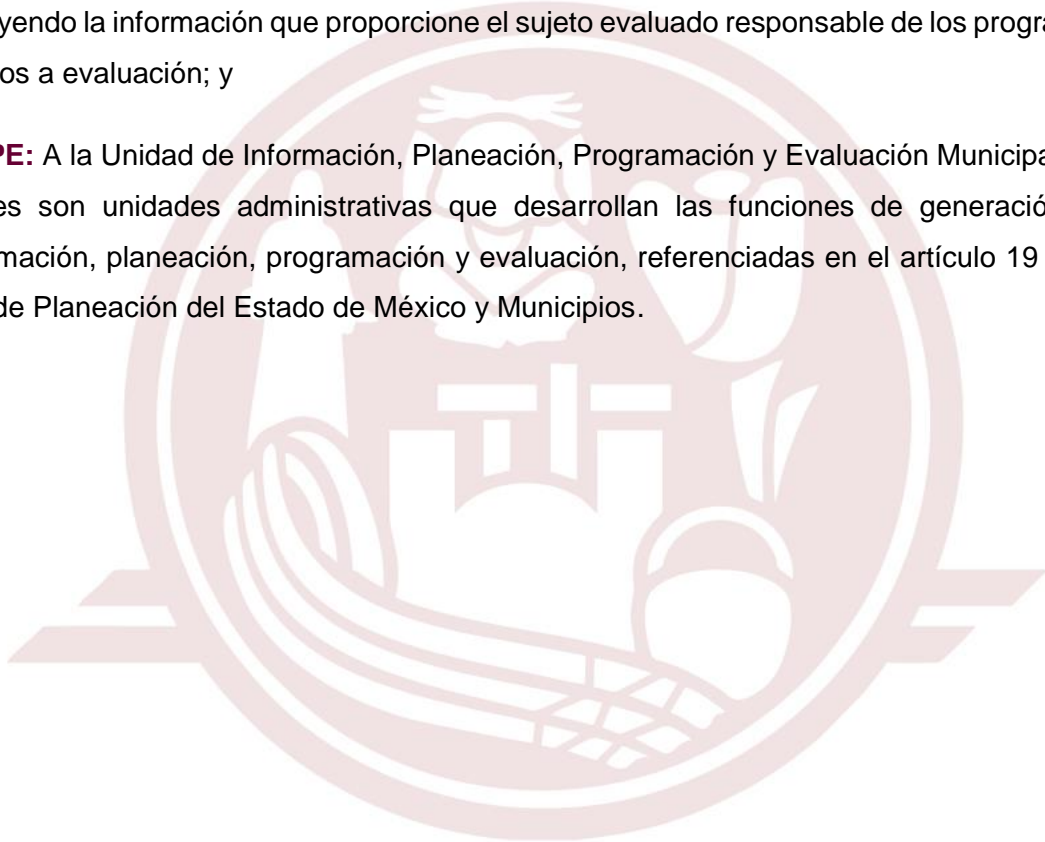 yendo la información que proporcione el sujeto evaluado responsable de los progra
os a evaluación; y
PE: A la Unidad de Información, Planeación, Programación y Evaluación Municipa
es son unidades administrativas que desarrollan las funciones de generació
mación, planeación, programación y evaluación, referenciadas en el artículo 19
de Planeación del Estado de México y Municipios.